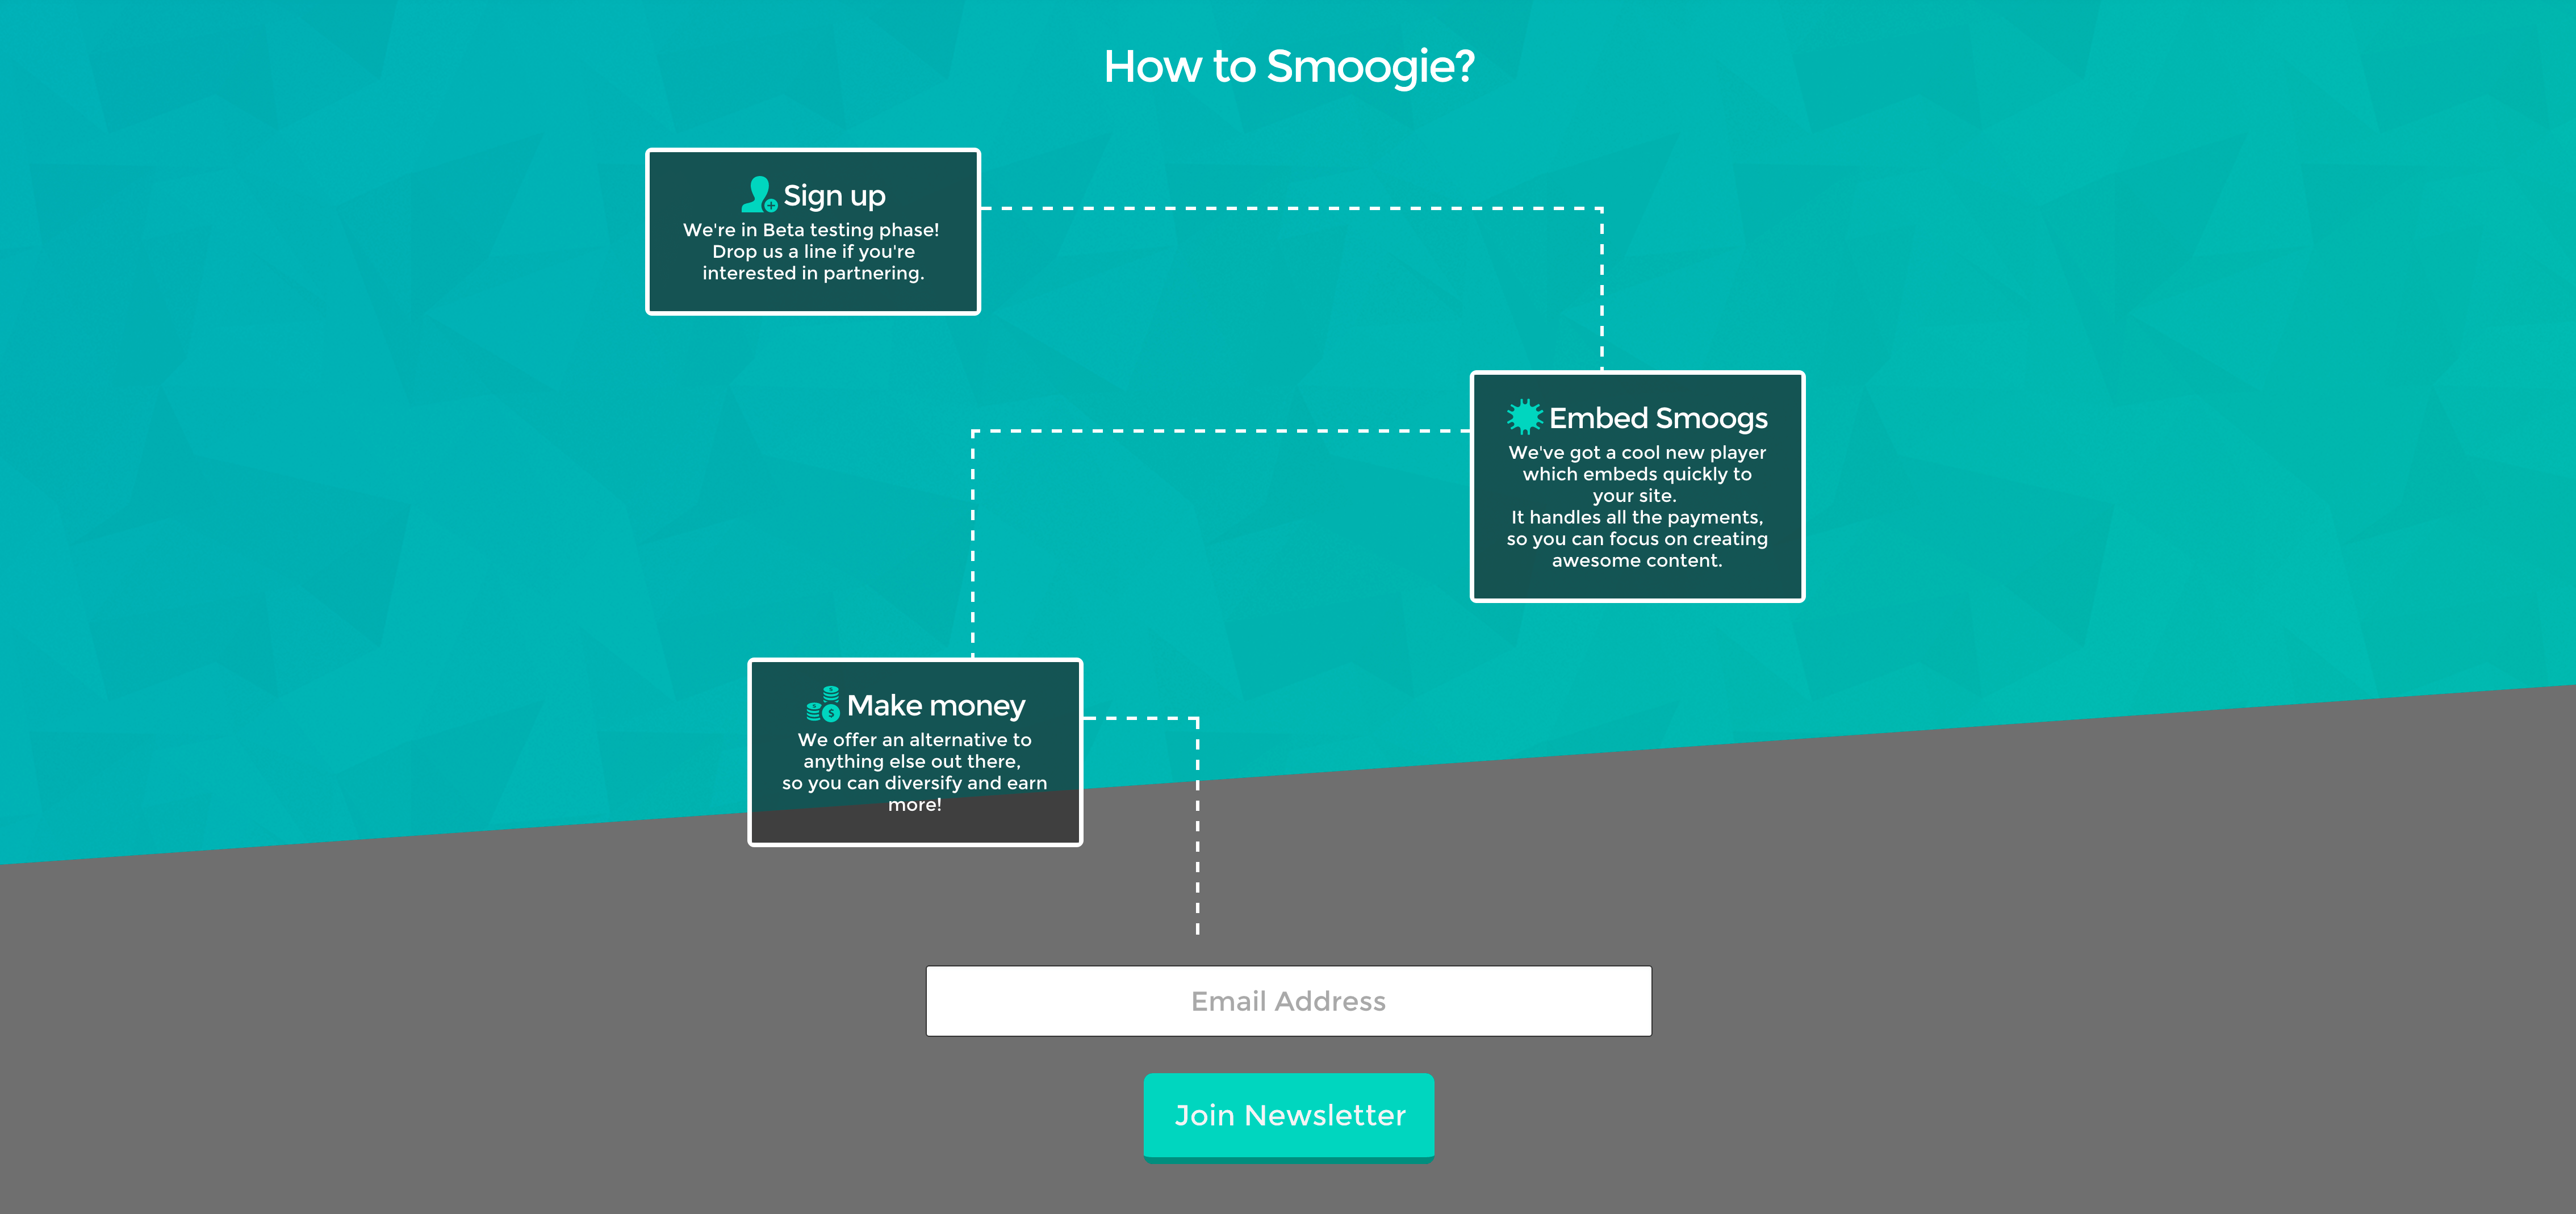 How to Smoogie?
Sign up
We're in Beta testing phase!
Drop us a line if you're
interested in partnering.
Embed Smoogs
We've got a cool new player
which embeds quickly to
your site.
It handles all the payments,
so you can focus on creating
awesome content.
Make money
We offer an alternative to
anything else out there,
so you can diversify and earn
more!
Email Address
Join Newsletter